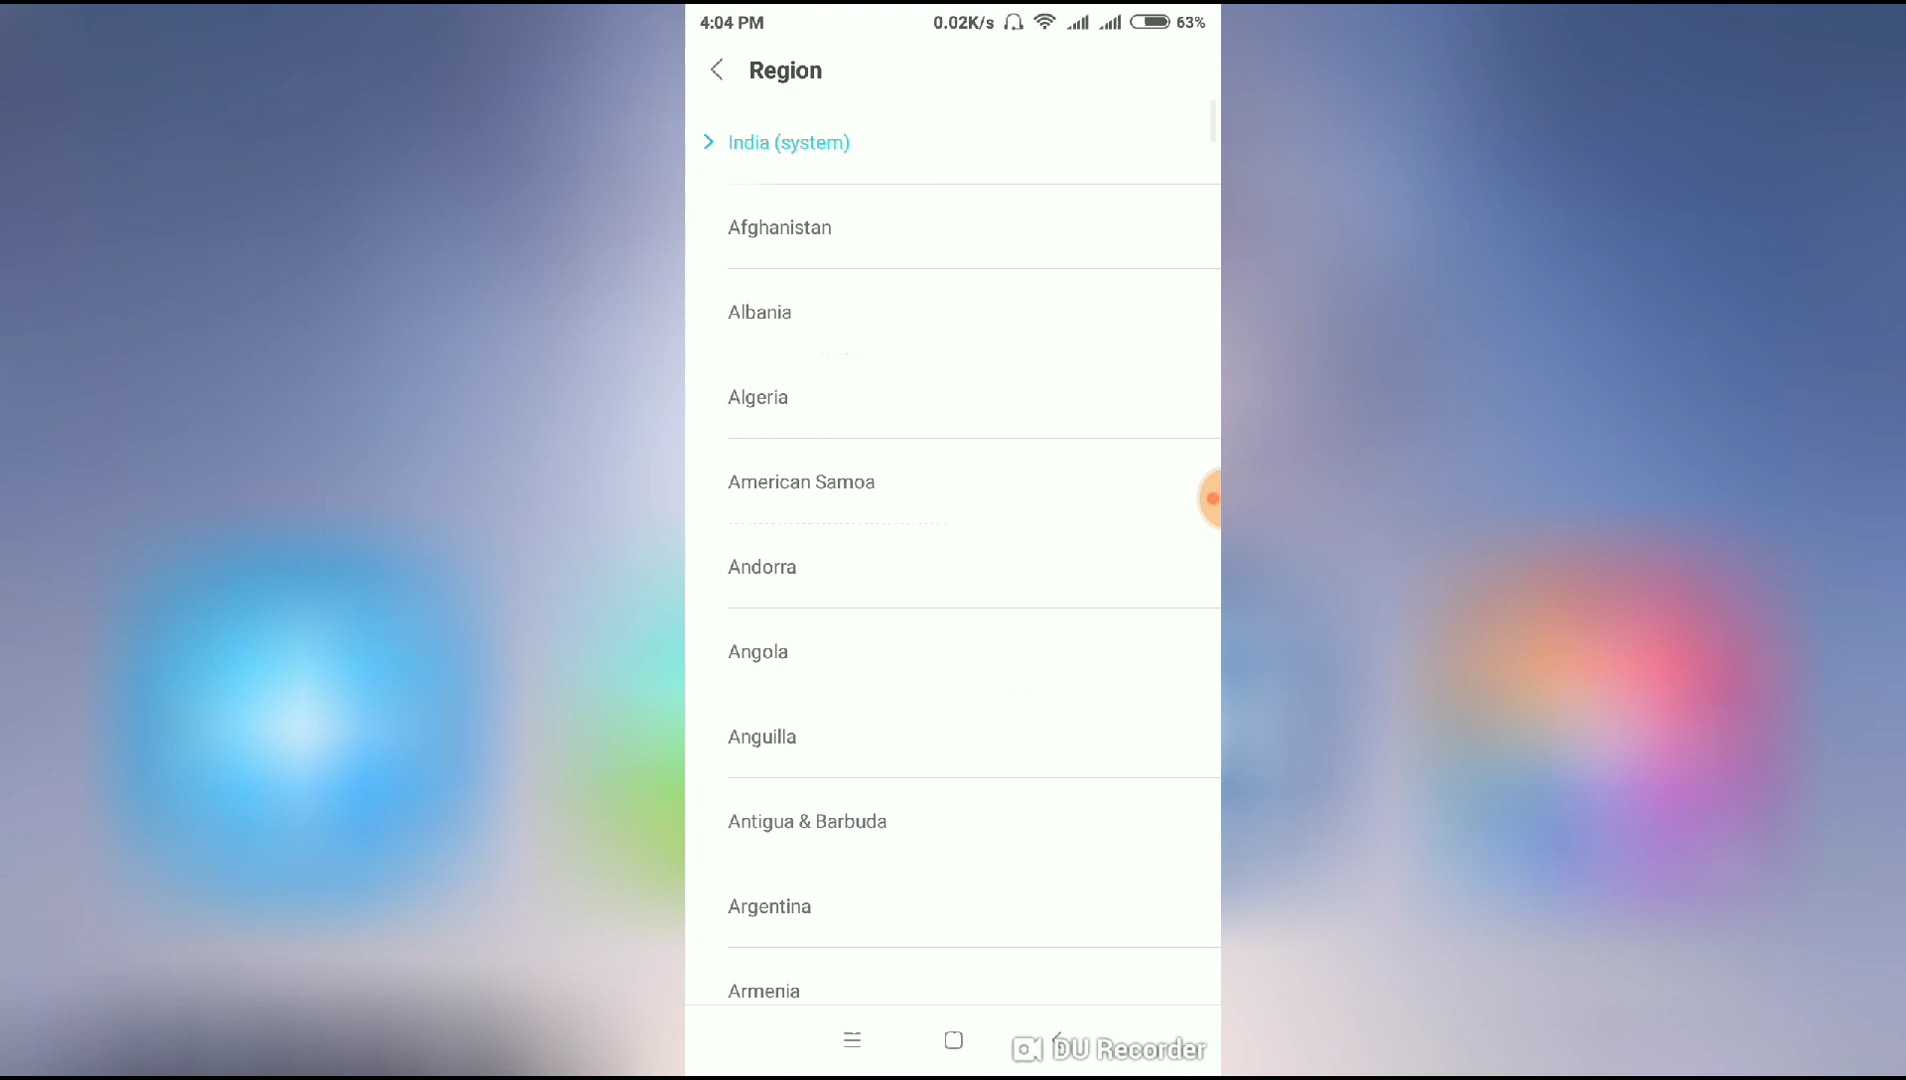 4:04 PM 0.02K/s 63%
Region
India (system)
Afghanistan
Albania
Algeria
American Samoa
Andorra
Angola
Anguilla
Antigua & Barbuda
Argentina
Armenia
DU Recorder